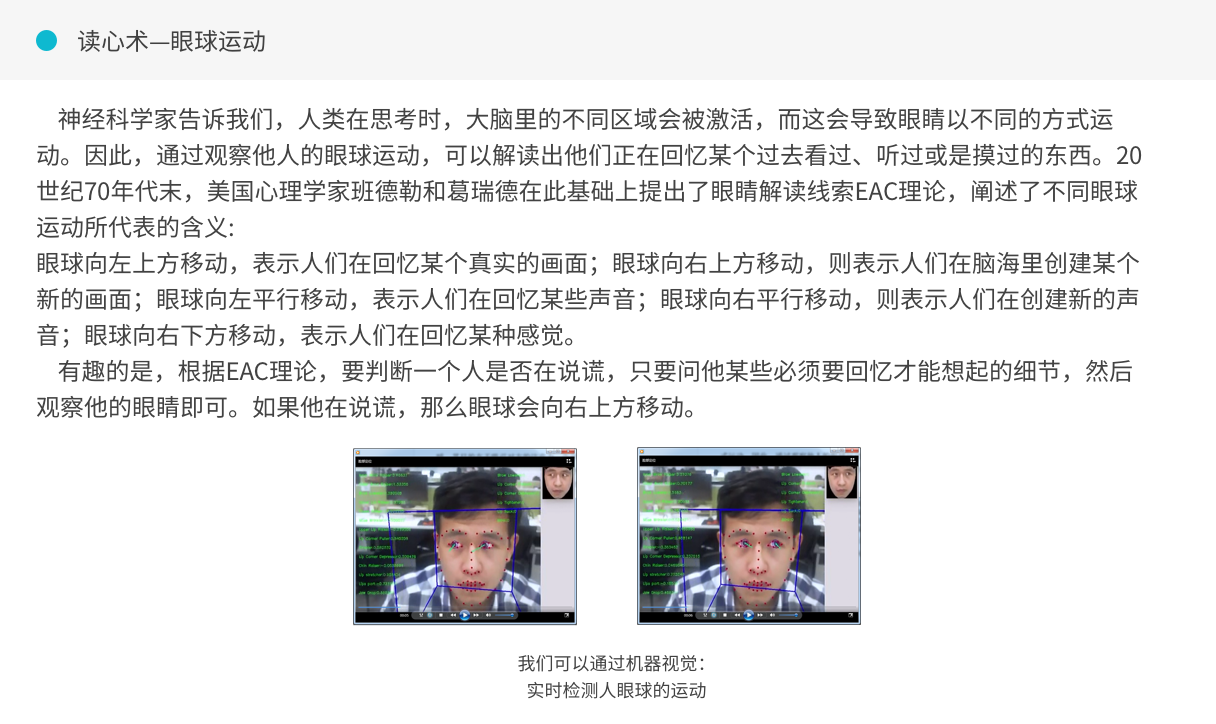 读心术—眼球运动
神经科学家告诉我们，人类在思考时，大脑里的不同区域会被激活，而这会导致眼睛以不同的方式运
动。因此，通过观察他人的眼球运动，可以解读出他们正在回忆某个过去看过、听过或是摸过的东西。20
世纪70年代末，美国心理学家班德勒和葛瑞德在此基础上提出了眼睛解读线索EAC理论，阐述了不同眼球
运动所代表的含义:
眼球向左上方移动，表示人们在回忆某个真实的画面；眼球向右上方移动，则表示人们在脑海里创建某个
新的画面；眼球向左平行移动，表示人们在回忆某些声音；眼球向右平行移动，则表示人们在创建新的声
音；眼球向右下方移动，表示人们在回忆某种感觉。
有趣的是，根据EAC理论，要判断一个人是否在说谎，只要问他某些必须要回忆才能想起的细节，然后
观察他的眼睛即可。如果他在说谎，那么眼球会向右上方移动。
我们可以通过机器视觉：
实时检测人眼球的运动